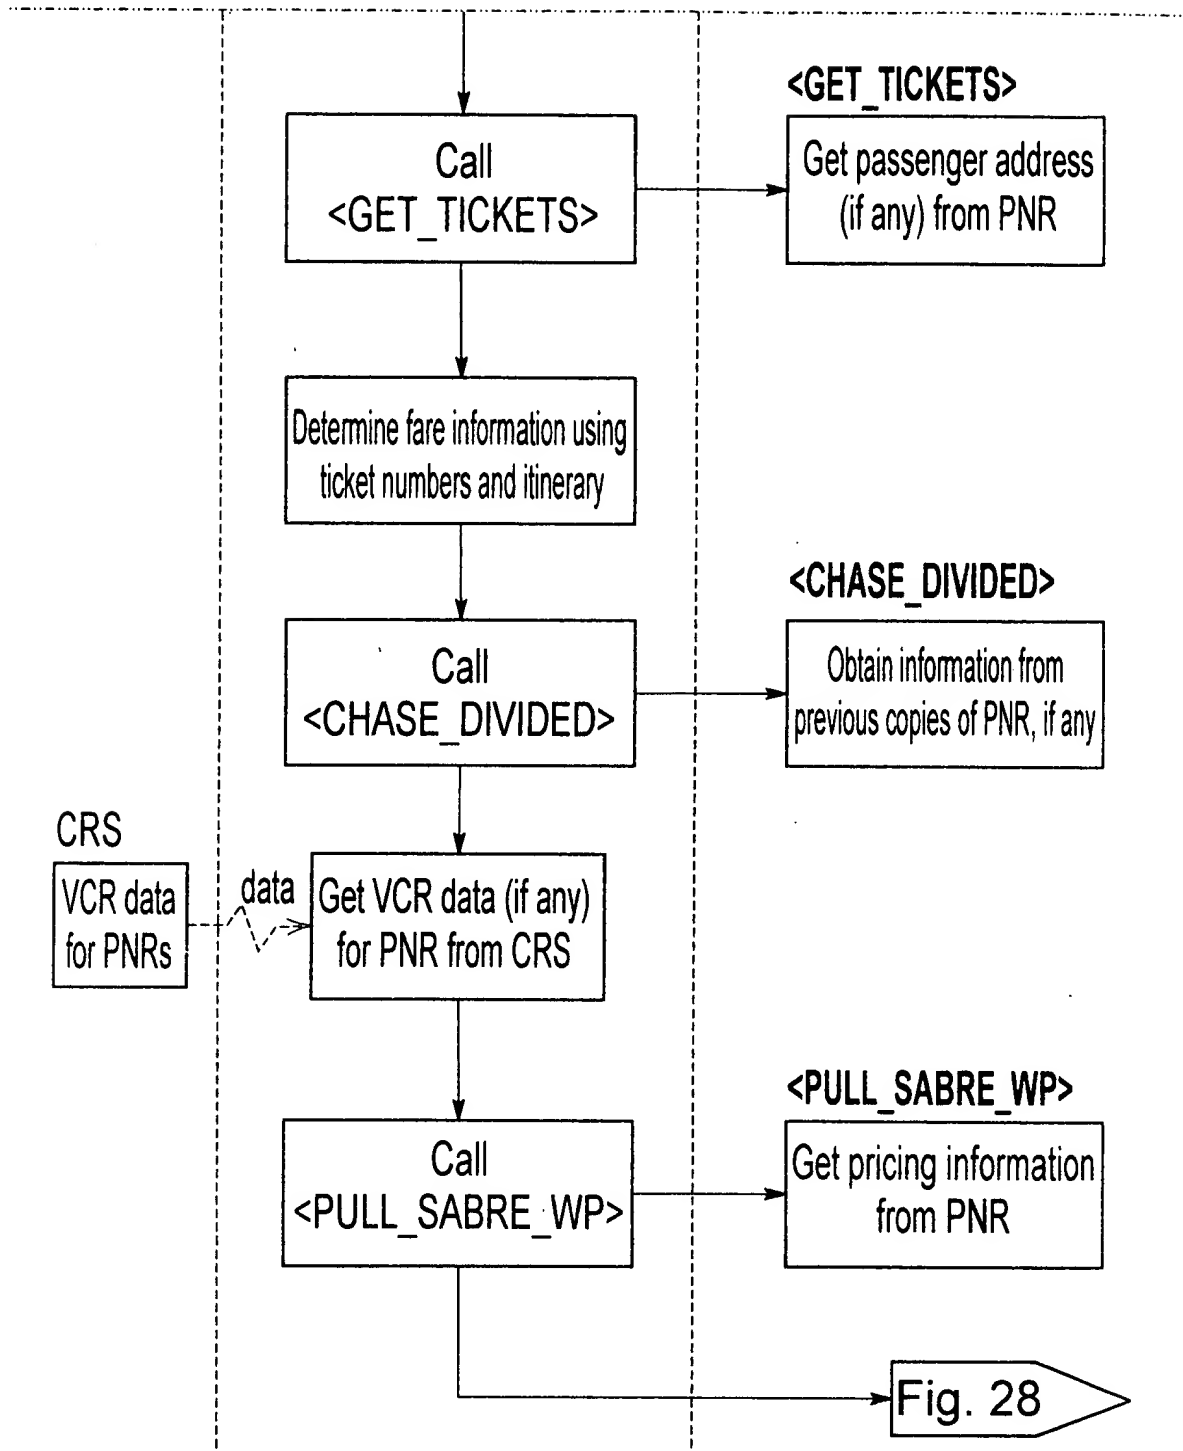 <GET_TICKETS>
Call
<GET_TICKETS>
Get passenger address
(if any) from PNR
Determine fare information using
ticket numbers and itinerary
<CHASE_DIVIDED>
Call
<CHASE_DIVIDED>
Obtain information from
previous copies of PNR, if any
CRS
VCR data
for PNRs
data
Get VCR data (if any)
for PNR from CRS
<PULL_SABRE_WP>
Call
<PULL_SABRE_WP>
Get pricing information
from PNR
Fig. 28